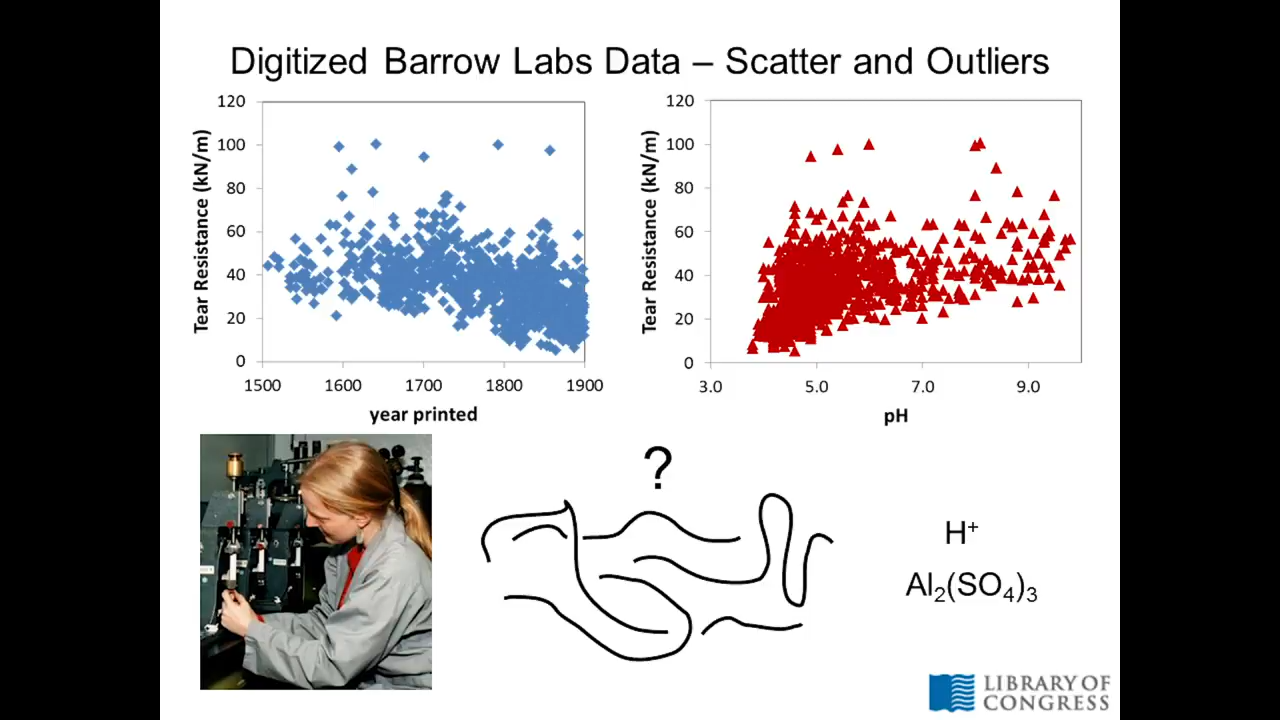 Digitized Barrow Labs Data – Scatter and Outliers
120
100
80
60
40
20
0
Tear Resistance (kN/m)
1500 1600 1700 1800 1900
year printed
120
100
80
60
40
20
0
Tear Resistance (kN/m)
3.0 5.0 7.0 9.0
pH
?
H⁺
Al₂(SO₄)₃
LIBRARY OF
CONGRESS